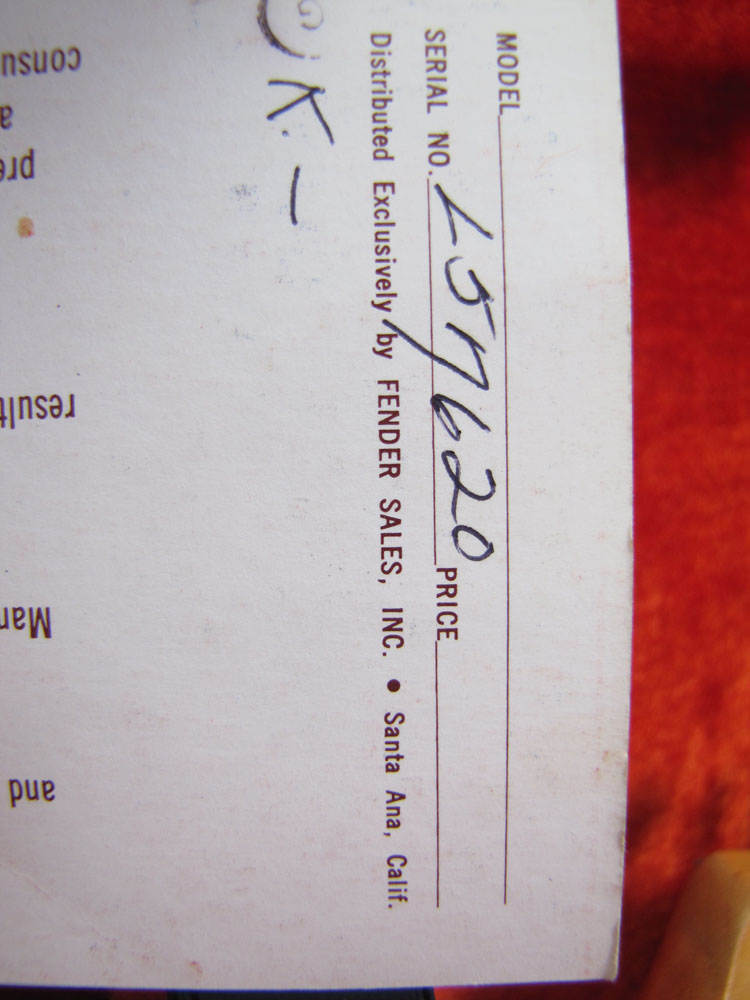 MODEL
SERIAL NO. L57620 PRICE
Distributed Exclusively by FENDER SALES, INC. • Santa Ana, Calif.
K. –
consu
a
pre
result
Man
and